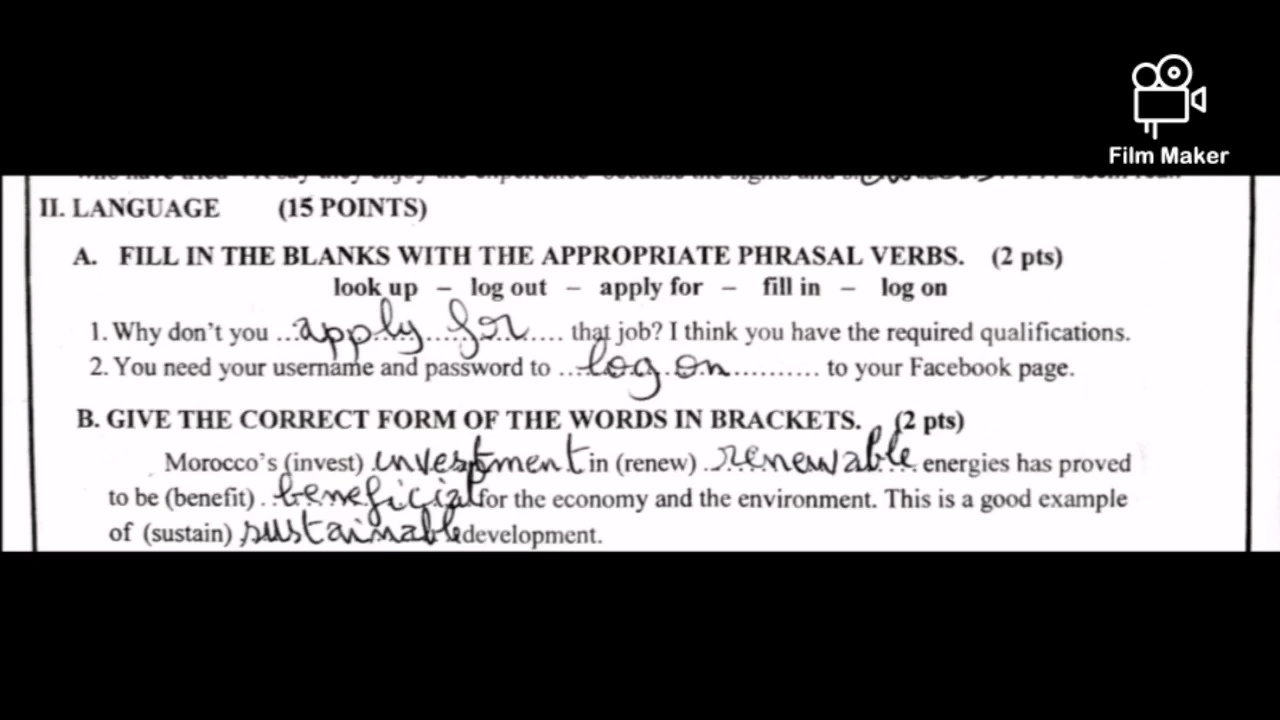 Film Maker
II. LANGUAGE (15 POINTS)
A. FILL IN THE BLANKS WITH THE APPROPRIATE PHRASAL VERBS. (2 pts)
look up – log out – apply for – fill in – log on
1. Why don't you ...apply for.... that job? I think you have the required qualifications.
2. You need your username and password to ...log on.......... to your Facebook page.
B. GIVE THE CORRECT FORM OF THE WORDS IN BRACKETS. (2 pts)
Morocco's (invest) investment in (renew) ..renewable. energies has proved
to be (benefit) ..beneficial for the economy and the environment. This is a good example
of (sustain) sustainable development.